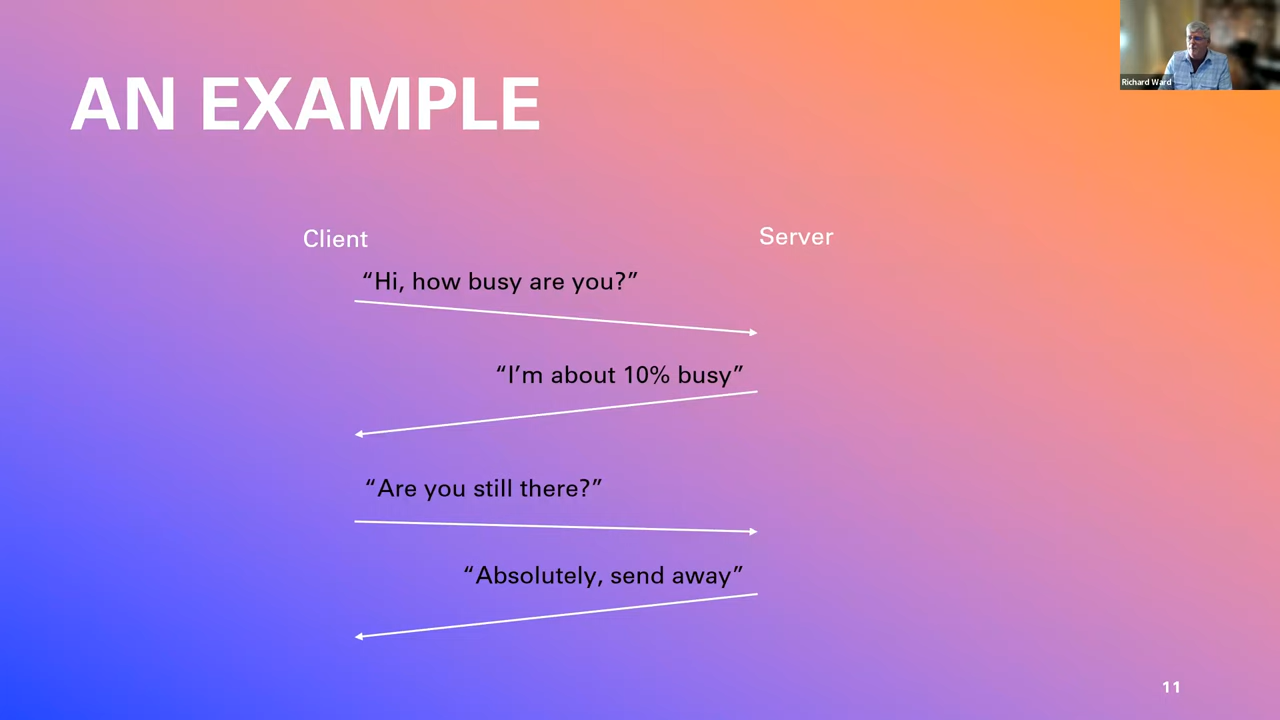 AN EXAMPLE
Richard Ward
Client
Server
“Hi, how busy are you?”
“I’m about 10% busy”
“Are you still there?”
“Absolutely, send away”
11